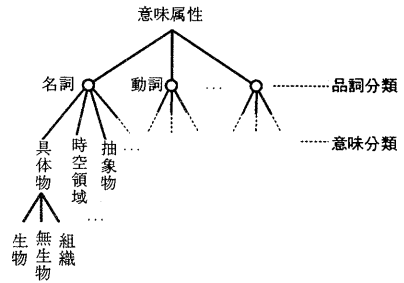 意味属性
名詞
動詞
…
品詞分類
具体物
時空領域
抽象物
…
意味分類
…
生物
無生物
組織